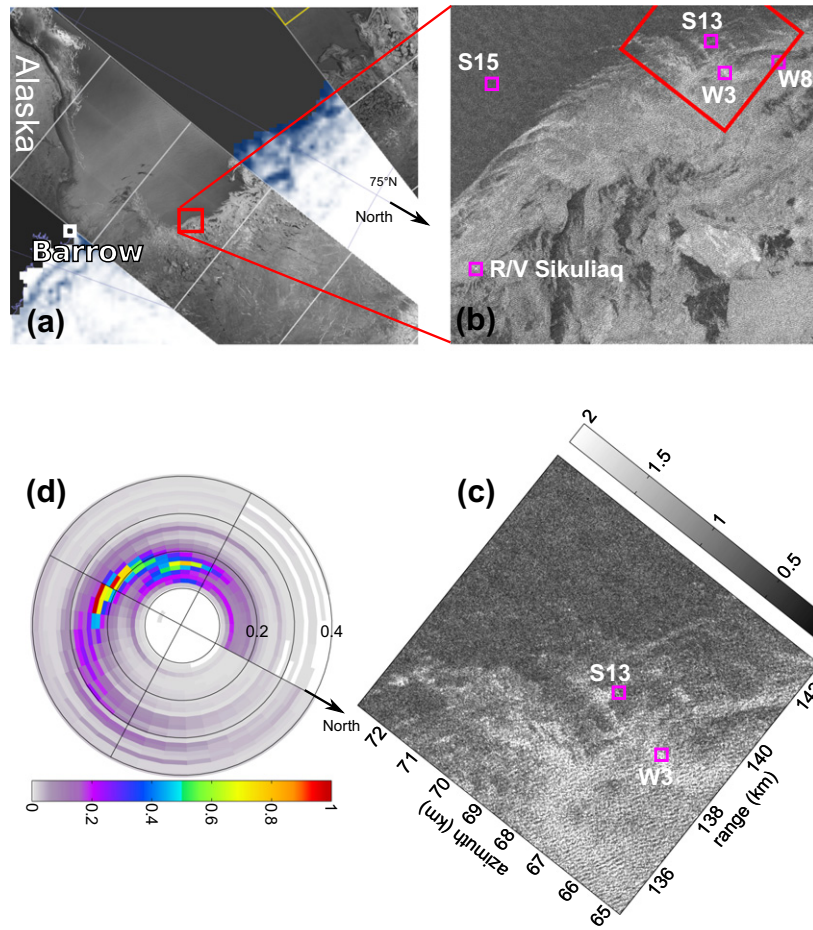 Alaska
75°N
North
Barrow
(a)
S13
S15
W8
W3
R/V Sikuliaq
(b)
(d)
0.2
0.4
North
0
0.2
0.4
0.6
0.8
1
(c)
2
1.5
1
0.5
S13
W3
72
71
70
69
68
67
66
65
azimuth (km)
136
138
140
142
range (km)